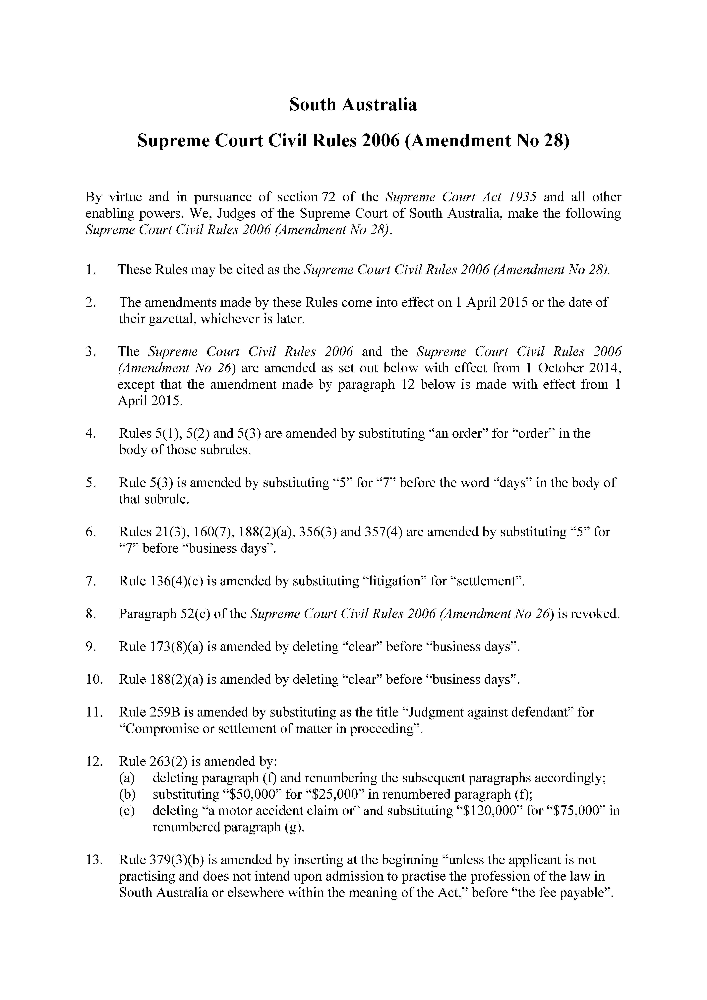 South Australia
Supreme Court Civil Rules 2006 (Amendment No 28)
By virtue and in pursuance of section 72 of the Supreme Court Act 1935 and all other
enabling powers. We, Judges of the Supreme Court of South Australia, make the following
Supreme Court Civil Rules 2006 (Amendment No 28).
1. These Rules may be cited as the Supreme Court Civil Rules 2006 (Amendment No 28).
2. The amendments made by these Rules come into effect on 1 April 2015 or the date of
their gazettal, whichever is later.
3. The Supreme Court Civil Rules 2006 and the Supreme Court Civil Rules 2006
(Amendment No 26) are amended as set out below with effect from 1 October 2014,
except that the amendment made by paragraph 12 below is made with effect from 1
April 2015.
4. Rules 5(1), 5(2) and 5(3) are amended by substituting “an order” for “order” in the
body of those subrules.
5. Rule 5(3) is amended by substituting “5” for “7” before the word “days” in the body of
that subrule.
6. Rules 21(3), 160(7), 188(2)(a), 356(3) and 357(4) are amended by substituting “5” for
“7” before “business days”.
7. Rule 136(4)(c) is amended by substituting “litigation” for “settlement”.
8. Paragraph 52(c) of the Supreme Court Civil Rules 2006 (Amendment No 26) is revoked.
9. Rule 173(8)(a) is amended by deleting “clear” before “business days”.
10. Rule 188(2)(a) is amended by deleting “clear” before “business days”.
11. Rule 259B is amended by substituting as the title “Judgment against defendant” for
“Compromise or settlement of matter in proceeding”.
12. Rule 263(2) is amended by:
(a) deleting paragraph (f) and renumbering the subsequent paragraphs accordingly;
(b) substituting “$50,000” for “$25,000” in renumbered paragraph (f);
(c) deleting “a motor accident claim or” and substituting “$120,000” for “$75,000” in
renumbered paragraph (g).
13. Rule 379(3)(b) is amended by inserting at the beginning “unless the applicant is not
practising and does not intend upon admission to practise the profession of the law in
South Australia or elsewhere within the meaning of the Act,” before “the fee payable”.